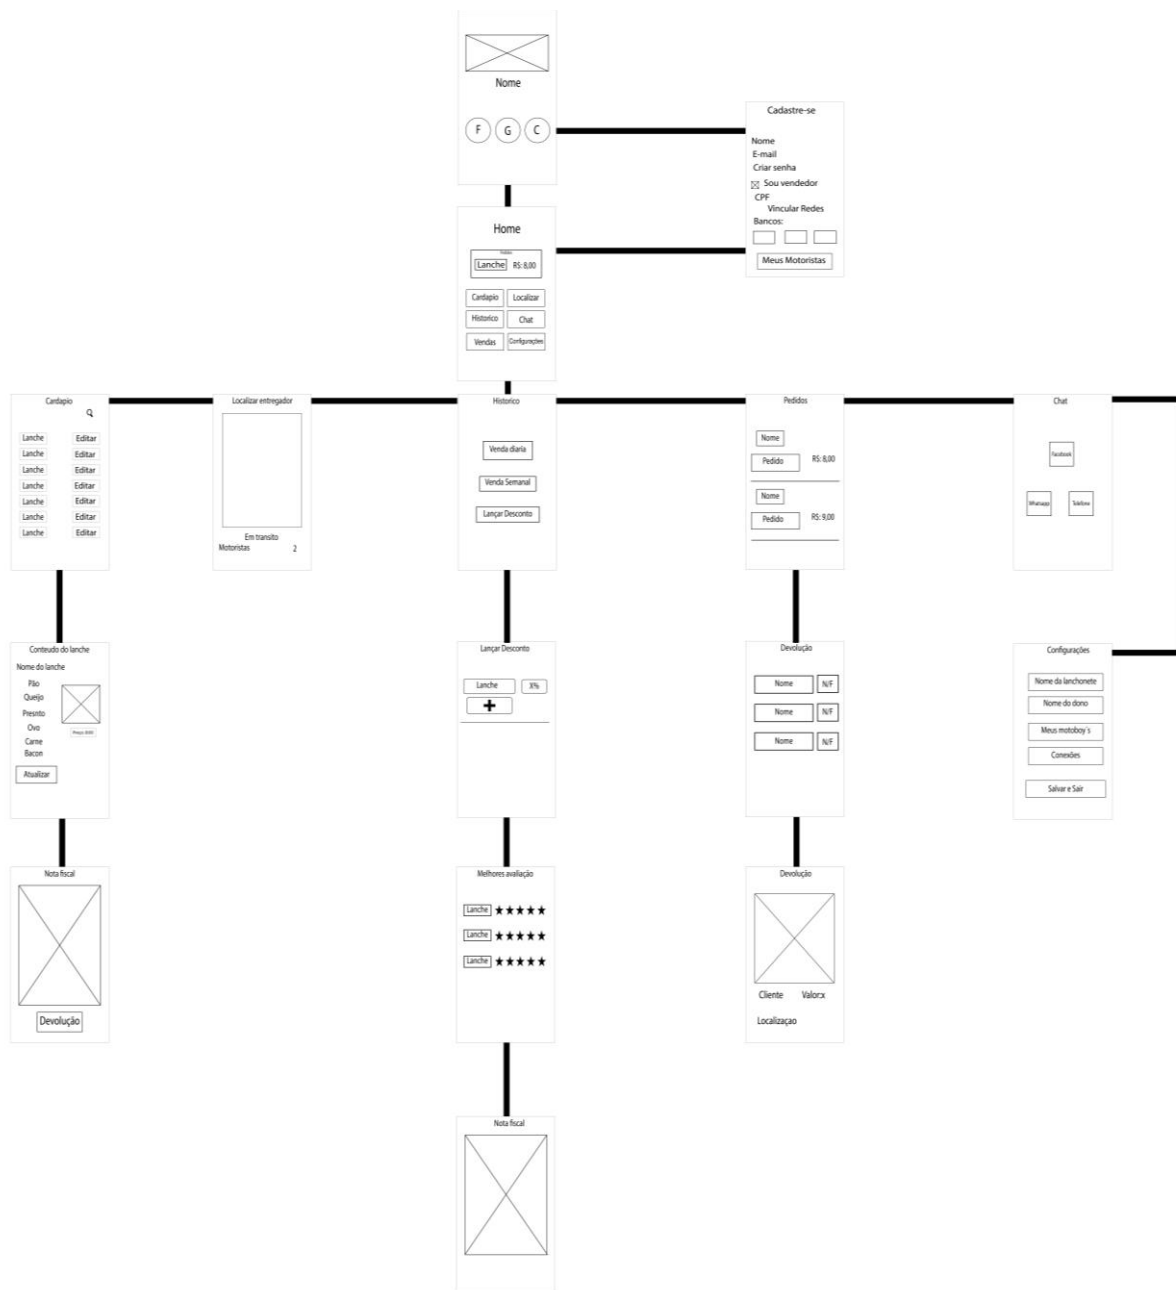 Nome
F G C
Cadastre-se
Nome
E-mail
Criar senha
Sou vendedor
CPF
Vincular Redes
Bancos:
Meus Motoristas
Home
Lanche RS: 8,00
Cardapio Localizar
Historico Chat
Vendas Configurações
Cardapio
Lanche Editar
Lanche Editar
Lanche Editar
Lanche Editar
Lanche Editar
Lanche Editar
Lanche Editar
Localizar entregador
Em transito
Motoristas 2
Historico
Venda diaria
Venda Semanal
Lançar Desconto
Pedidos
Nome
Pedido RS: 8,00
Nome
Pedido RS: 9,00
Chat
Facebook
Whatsapp Telefone
Conteudo do lanche
Nome do lanche
Pão
Queijo
Presnto
Ovo
Carne
Bacon
Atualizar
Lançar Desconto
Lanche X%
Devolução
Nome N/F
Nome N/F
Nome N/F
Configurações
Nome da lanchonete
Nome do dono
Meus motoboy´s
Conexões
Salvar e Sair
Nota fiscal
Devolução
Melhores avaliação
Lanche ★★★★★
Lanche ★★★★★
Lanche ★★★★★
Devolução
Cliente Valor:x
Localizaçao
Nota fiscal